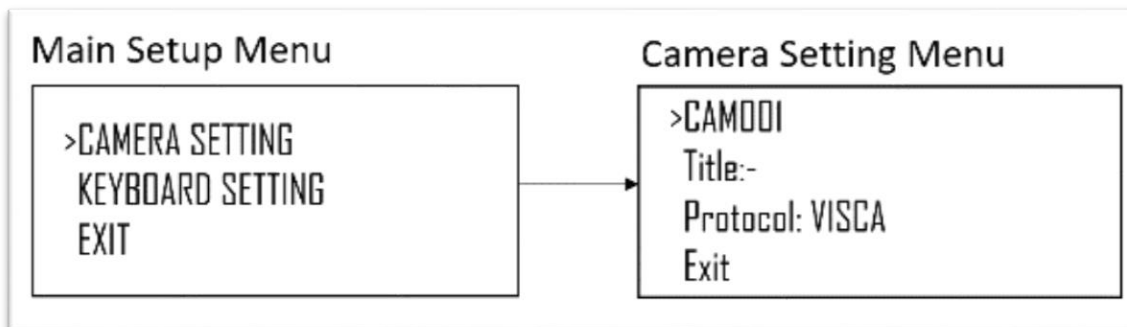 Main Setup Menu
>CAMERA SETTING
KEYBOARD SETTING
EXIT
Camera Setting Menu
>CAM001
Title:-
Protocol: VISCA
Exit